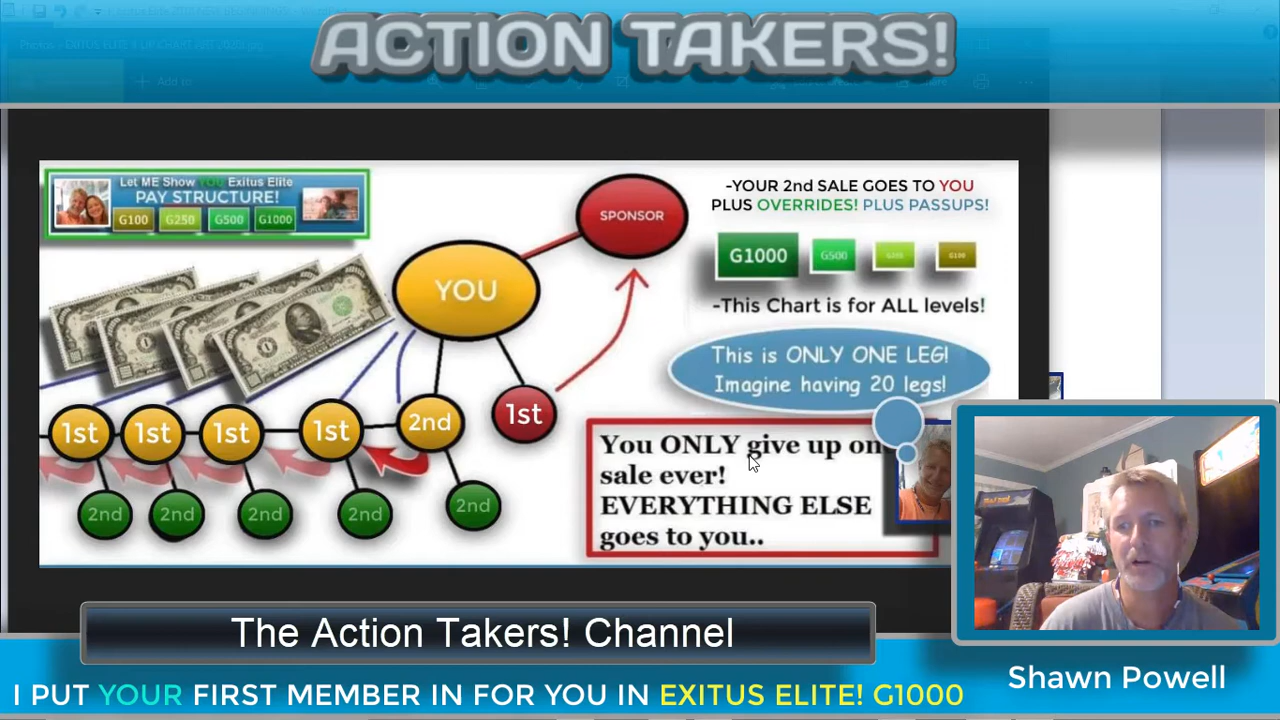 ACTION TAKERS!
Let ME Show YOU Exitus Elite
PAY STRUCTURE!
G100 G250 G500 G1000
SPONSOR
YOU
-YOUR 2nd SALE GOES TO YOU
PLUS OVERRIDES! PLUS PASSUPS!
G1000 G500 G250 G100
-This Chart is for ALL levels!
This is ONLY ONE LEG!
Imagine having 20 legs!
1st 1st 1st 1st 2nd 1st
2nd 2nd 2nd 2nd 2nd
You ONLY give up on
sale ever!
EVERYTHING ELSE
goes to you..
The Action Takers! Channel
Shawn Powell
I PUT YOUR FIRST MEMBER IN FOR YOU IN EXITUS ELITE! G1000